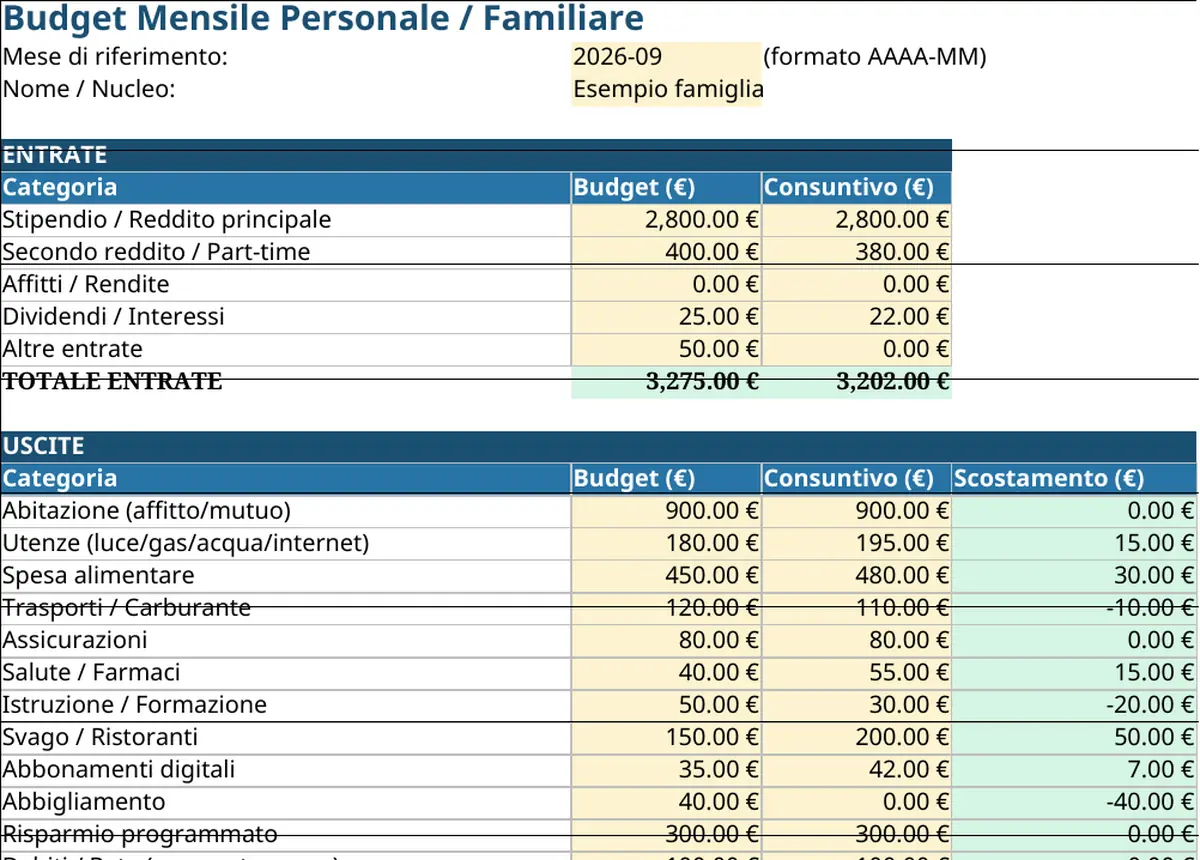 Budget Mensile Personale / Familiare
Mese di riferimento: 2026-09 (formato AAAA-MM)
Nome / Nucleo: Esempio famiglia
ENTRATE
Categoria Budget (€) Consuntivo (€)
Stipendio / Reddito principale 2,800.00 € 2,800.00 €
Secondo reddito / Part-time 400.00 € 380.00 €
Affitti / Rendite 0.00 € 0.00 €
Dividendi / Interessi 25.00 € 22.00 €
Altre entrate 50.00 € 0.00 €
TOTALE ENTRATE 3,275.00 € 3,202.00 €
USCITE
Categoria Budget (€) Consuntivo (€) Scostamento (€)
Abitazione (affitto/mutuo) 900.00 € 900.00 € 0.00 €
Utenze (luce/gas/acqua/internet) 180.00 € 195.00 € 15.00 €
Spesa alimentare 450.00 € 480.00 € 30.00 €
Trasporti / Carburante 120.00 € 110.00 € -10.00 €
Assicurazioni 80.00 € 80.00 € 0.00 €
Salute / Farmaci 40.00 € 55.00 € 15.00 €
Istruzione / Formazione 50.00 € 30.00 € -20.00 €
Svago / Ristoranti 150.00 € 200.00 € 50.00 €
Abbonamenti digitali 35.00 € 42.00 € 7.00 €
Abbigliamento 40.00 € 0.00 € -40.00 €
Risparmio programmato 300.00 € 300.00 € 0.00 €